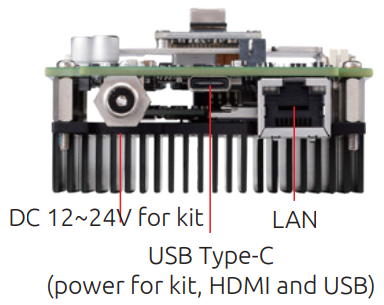 DC 12~24V for kit
LAN
USB Type-C
(power for kit, HDMI and USB)